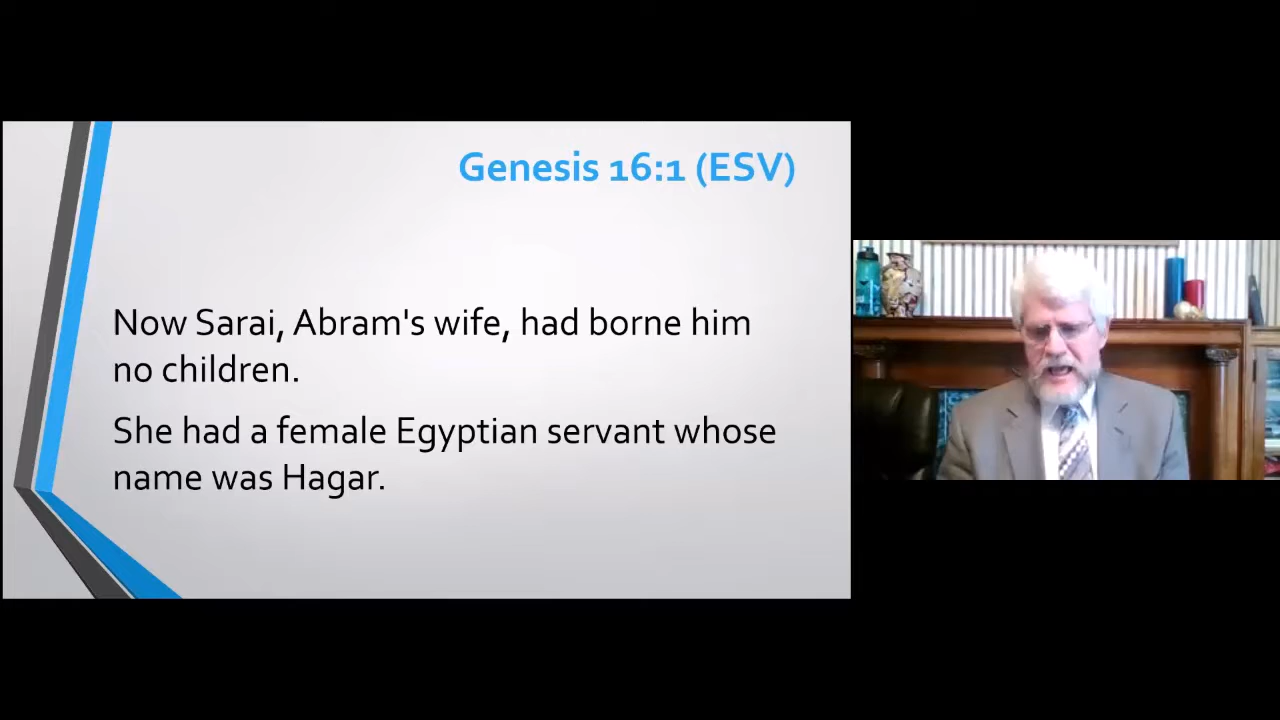 Genesis 16:1 (ESV)
Now Sarai, Abram's wife, had borne him
no children.
She had a female Egyptian servant whose
name was Hagar.